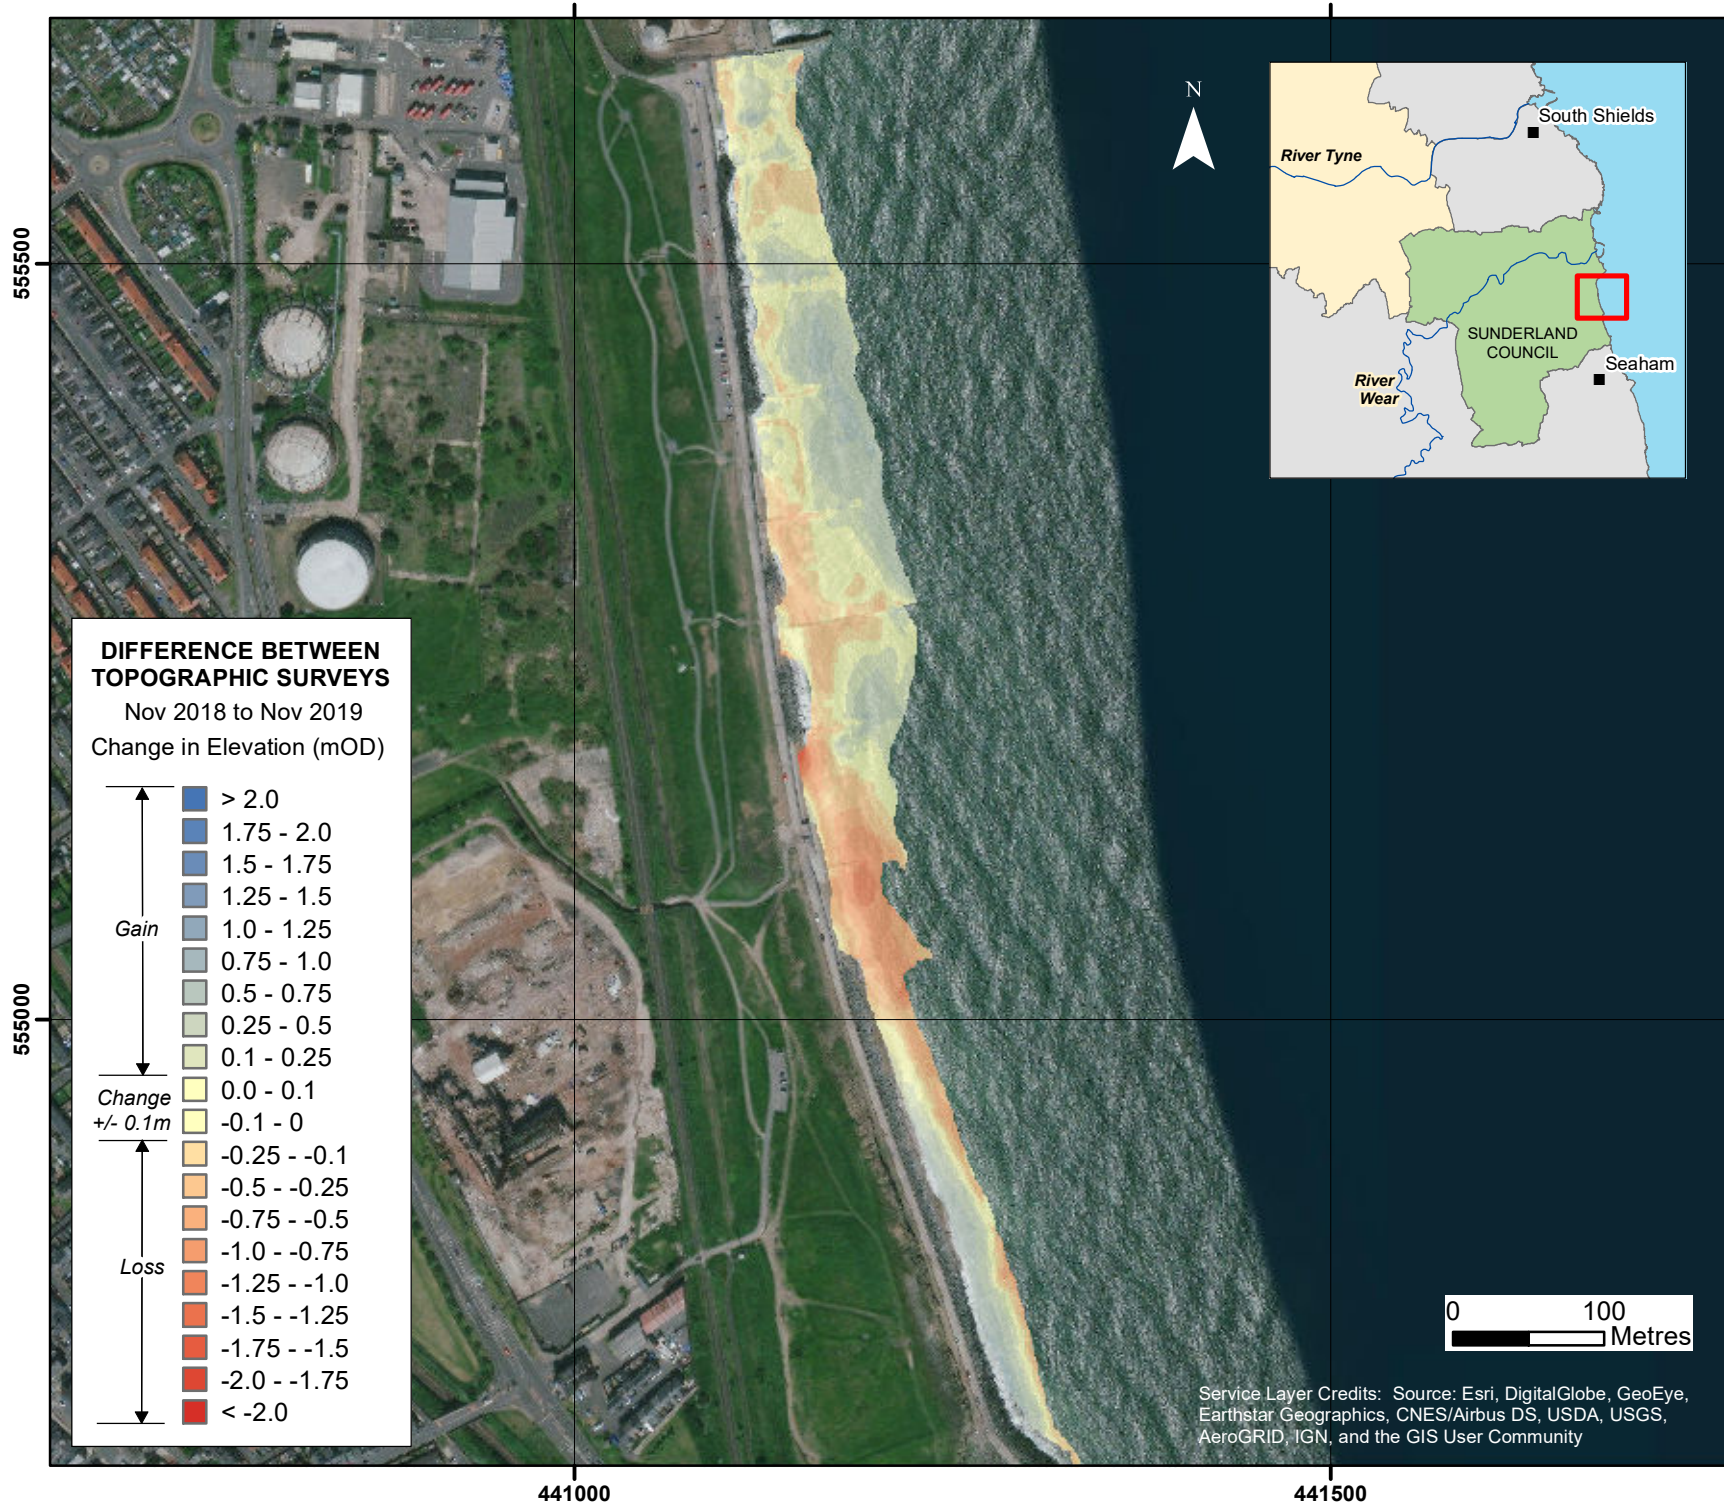 N
South Shields
River Tyne
SUNDERLAND
COUNCIL
Seaham
River
Wear
555500
555000
DIFFERENCE BETWEEN
TOPOGRAPHIC SURVEYS
Nov 2018 to Nov 2019
Change in Elevation (mOD)
> 2.0
1.75 - 2.0
1.5 - 1.75
1.25 - 1.5
Gain
1.0 - 1.25
0.75 - 1.0
0.5 - 0.75
0.25 - 0.5
0.1 - 0.25
Change
+/- 0.1m
0.0 - 0.1
-0.1 - 0
-0.25 - -0.1
-0.5 - -0.25
-0.75 - -0.5
-1.0 - -0.75
Loss
-1.25 - -1.0
-1.5 - -1.25
-1.75 - -1.5
-2.0 - -1.75
< -2.0
0 100
Metres
Service Layer Credits: Source: Esri, DigitalGlobe, GeoEye,
Earthstar Geographics, CNES/Airbus DS, USDA, USGS,
AeroGRID, IGN, and the GIS User Community
441000
441500